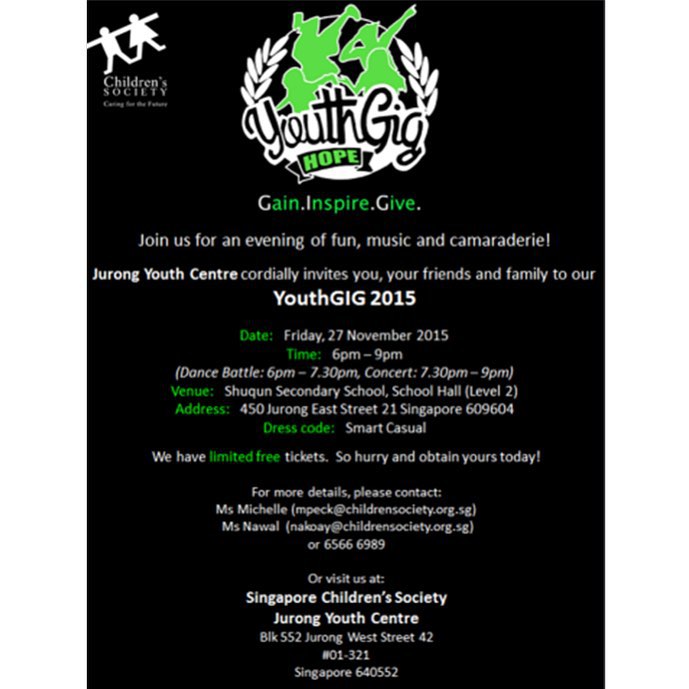 Children's
SOCIETY
Caring for the Future
YouthGig
HOPE
Gain.Inspire.Give.
Join us for an evening of fun, music and camaraderie!
Jurong Youth Centre cordially invites you, your friends and family to our
YouthGIG 2015
Date: Friday, 27 November 2015
Time: 6pm – 9pm
(Dance Battle: 6pm – 7.30pm, Concert: 7.30pm – 9pm)
Venue: Shuqun Secondary School, School Hall (Level 2)
Address: 450 Jurong East Street 21 Singapore 609604
Dress code: Smart Casual
We have limited free tickets. So hurry and obtain yours today!
For more details, please contact:
Ms Michelle (mpeck@childrensociety.org.sg)
Ms Nawal (nakoay@childrensociety.org.sg)
or 6566 6989
Or visit us at:
Singapore Children's Society
Jurong Youth Centre
Blk 552 Jurong West Street 42
#01-321
Singapore 640552